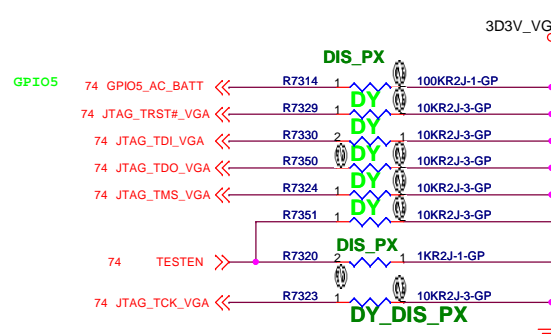 3D3V_VG
DIS_PX
GPIO5 74 GPIO5_AC_BATT R7314 1 100KR2J-1-GP
DY
74 JTAG_TRST#_VGA R7329 1 10KR2J-3-GP
DY
74 JTAG_TDI_VGA R7330 2 1 10KR2J-3-GP
DY
74 JTAG_TDO_VGA R7350 10KR2J-3-GP
DY
74 JTAG_TMS_VGA R7324 1 10KR2J-3-GP
DY
R7351 1 10KR2J-3-GP
DIS_PX
74 TESTEN R7320 2 1 1KR2J-1-GP
74 JTAG_TCK_VGA R7323 1 10KR2J-3-GP
DY_DIS_PX